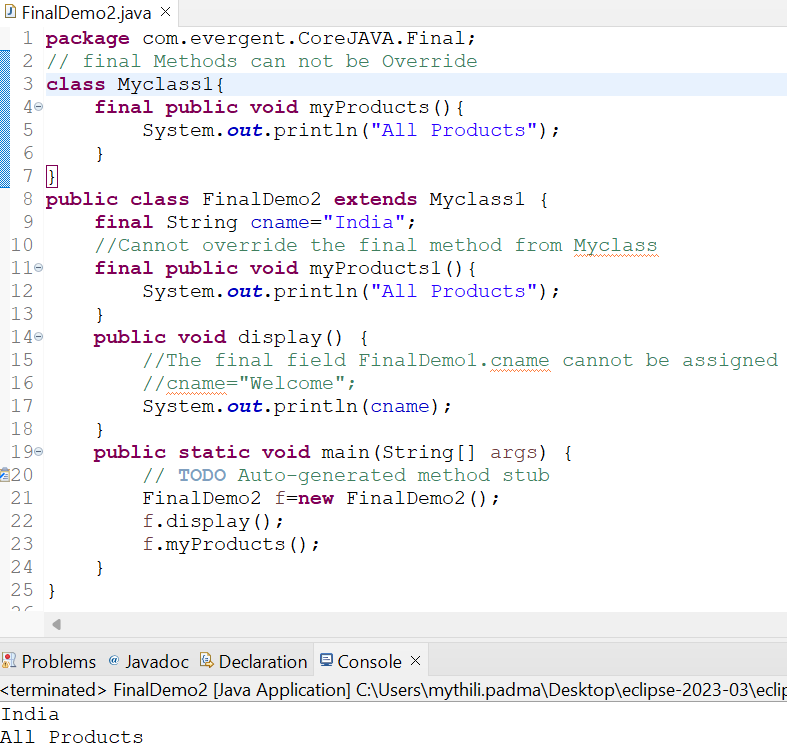 FinalDemo2.java ×
1 package com.evergent.CoreJAVA.Final;
2 // final Methods can not be Override
3 class Myclass1{
4 final public void myProducts(){
5 System.out.println("All Products");
6 }
7 }
8 public class FinalDemo2 extends Myclass1 {
9 final String cname="India";
10 //Cannot override the final method from Myclass
11 final public void myProducts1(){
12 System.out.println("All Products");
13 }
14 public void display() {
15 //The final field FinalDemo1.cname cannot be assigned
16 //cname="Welcome";
17 System.out.println(cname);
18 }
19 public static void main(String[] args) {
20 // TODO Auto-generated method stub
21 FinalDemo2 f=new FinalDemo2();
22 f.display();
23 f.myProducts();
24 }
25 }
Problems @ Javadoc Declaration Console ×
<terminated> FinalDemo2 [Java Application] C:\Users\mythili.padma\Desktop\eclipse-2023-03\eclip
India
All Products